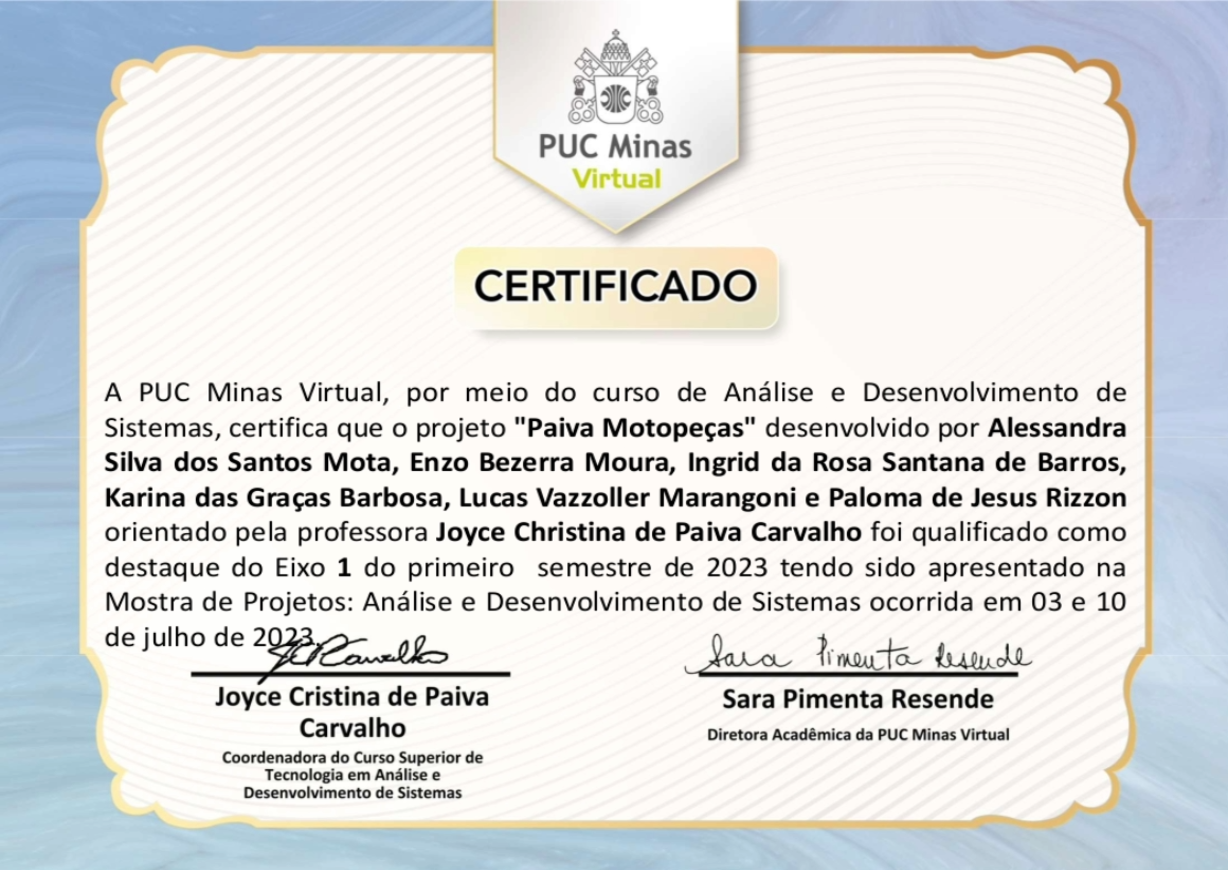 PUC Minas
Virtual
CERTIFICADO
A PUC Minas Virtual, por meio do curso de Análise e Desenvolvimento de
Sistemas, certifica que o projeto "Paiva Motopeças" desenvolvido por Alessandra
Silva dos Santos Mota, Enzo Bezerra Moura, Ingrid da Rosa Santana de Barros,
Karina das Graças Barbosa, Lucas Vazzoller Marangoni e Paloma de Jesus Rizzon
orientado pela professora Joyce Christina de Paiva Carvalho foi qualificado como
destaque do Eixo 1 do primeiro semestre de 2023 tendo sido apresentado na
Mostra de Projetos: Análise e Desenvolvimento de Sistemas ocorrida em 03 e 10
de julho de 2023.
JCPCarvalho
Joyce Cristina de Paiva
Carvalho
Coordenadora do Curso Superior de
Tecnologia em Análise e
Desenvolvimento de Sistemas
Sara Pimenta Resende
Sara Pimenta Resende
Diretora Acadêmica da PUC Minas Virtual